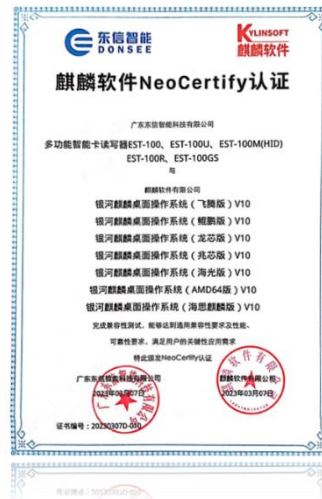 东信智能
DONSEE
KYLINSOFT
麒麟软件
麒麟软件NeoCertify认证
广东东信智能科技有限公司
多功能智能卡读写器EST-100、EST-100U、EST-100M(HID)
EST-100R、EST-100GS
与
麒麟软件有限公司
银河麒麟桌面操作系统（飞腾版）V10
银河麒麟桌面操作系统（鲲鹏版）V10
银河麒麟桌面操作系统（龙芯版）V10
银河麒麟桌面操作系统（兆芯版）V10
银河麒麟桌面操作系统（海光版）V10
银河麒麟桌面操作系统（AMD64版）V10
银河麒麟桌面操作系统（海思麒麟版）V10
完成兼容性测试，能够达到通用兼容性要求及性能、
可靠性要求，满足用户的关键性应用需求
特此颁发NeoCertify认证
广东东信智能科技有限公司
麒麟软件有限公司
2023年03月07日
2023年03月07日
证书编号：20230307D-010